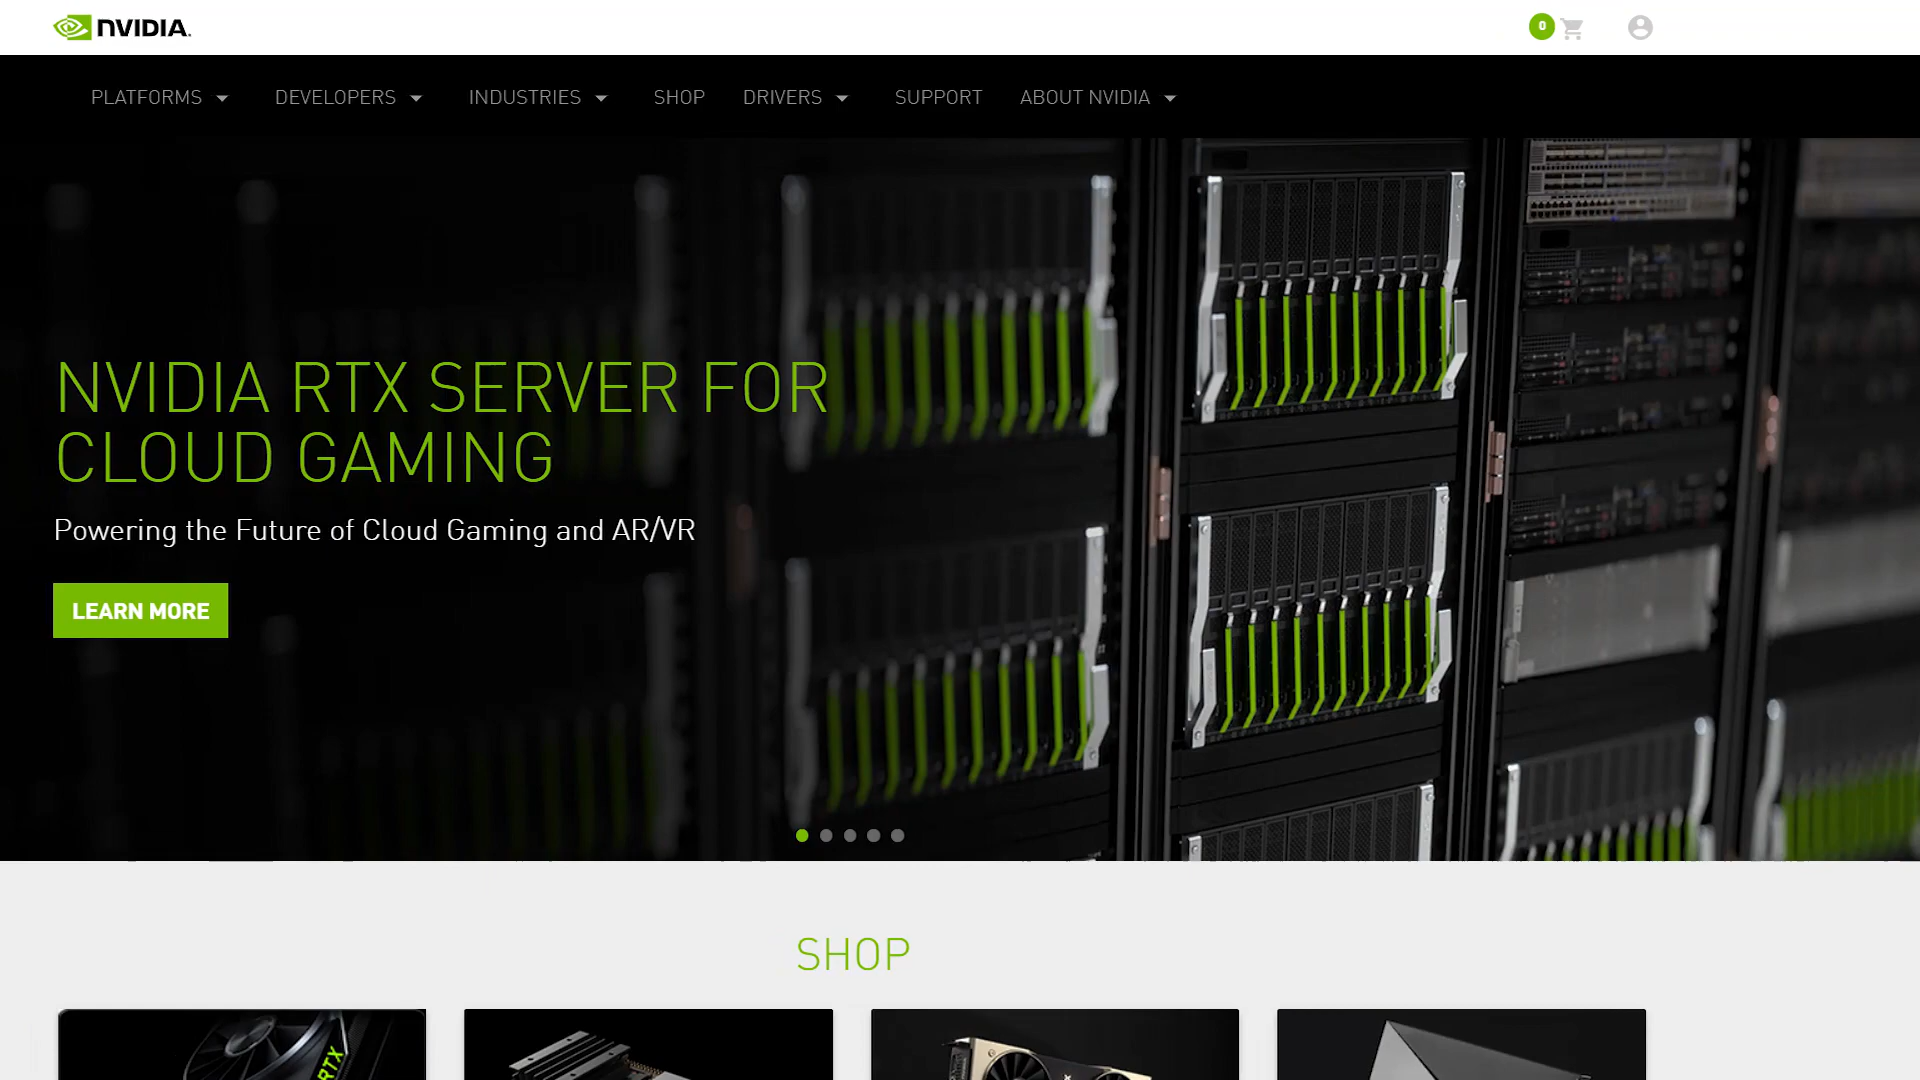 NVIDIA.
0
PLATFORMS
DEVELOPERS
INDUSTRIES
SHOP
DRIVERS
SUPPORT
ABOUT NVIDIA
NVIDIA RTX SERVER FOR
CLOUD GAMING
Powering the Future of Cloud Gaming and AR/VR
LEARN MORE
SHOP
RTX